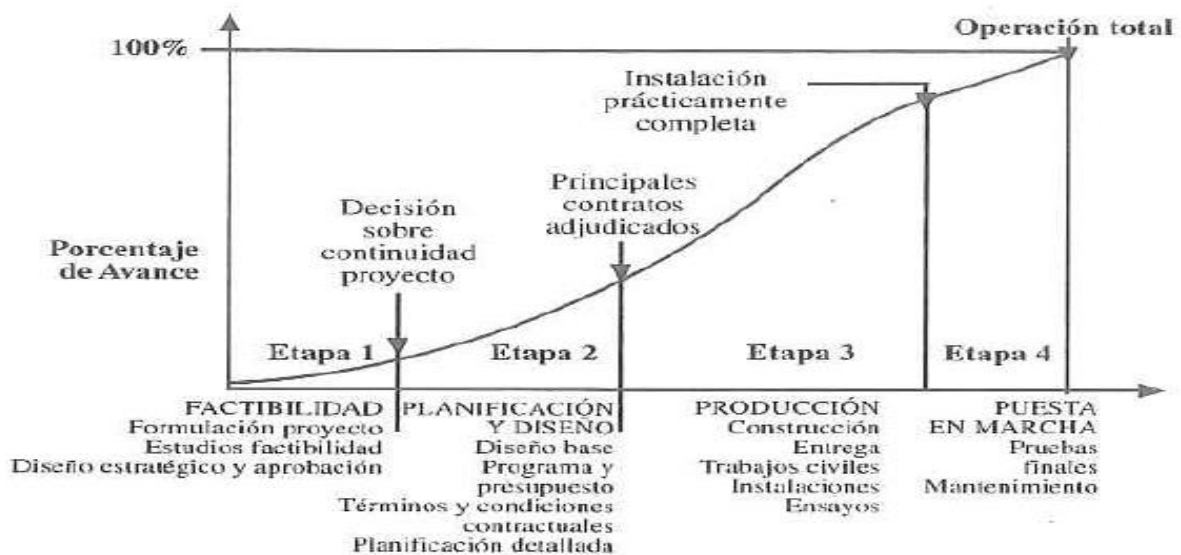 Operación total
100%
Instalación
prácticamente
completa
Principales
contratos
adjudicados
Decisión
sobre
continuidad
proyecto
Porcentaje
de Avance
Etapa 1
Etapa 2
Etapa 3
Etapa 4
FACTIBILIDAD
Formulación proyecto
Estudios factibilidad
Diseño estratégico y aprobación
PLANIFICACIÓN
Y DISEÑO
Diseño base
Programa y
presupuesto
Términos y condiciones
contractuales
Planificación detallada
PRODUCCIÓN
Construcción
Entrega
Trabajos civiles
Instalaciones
Ensayos
PUESTA
EN MARCHA
Pruebas
finales
Mantenimiento